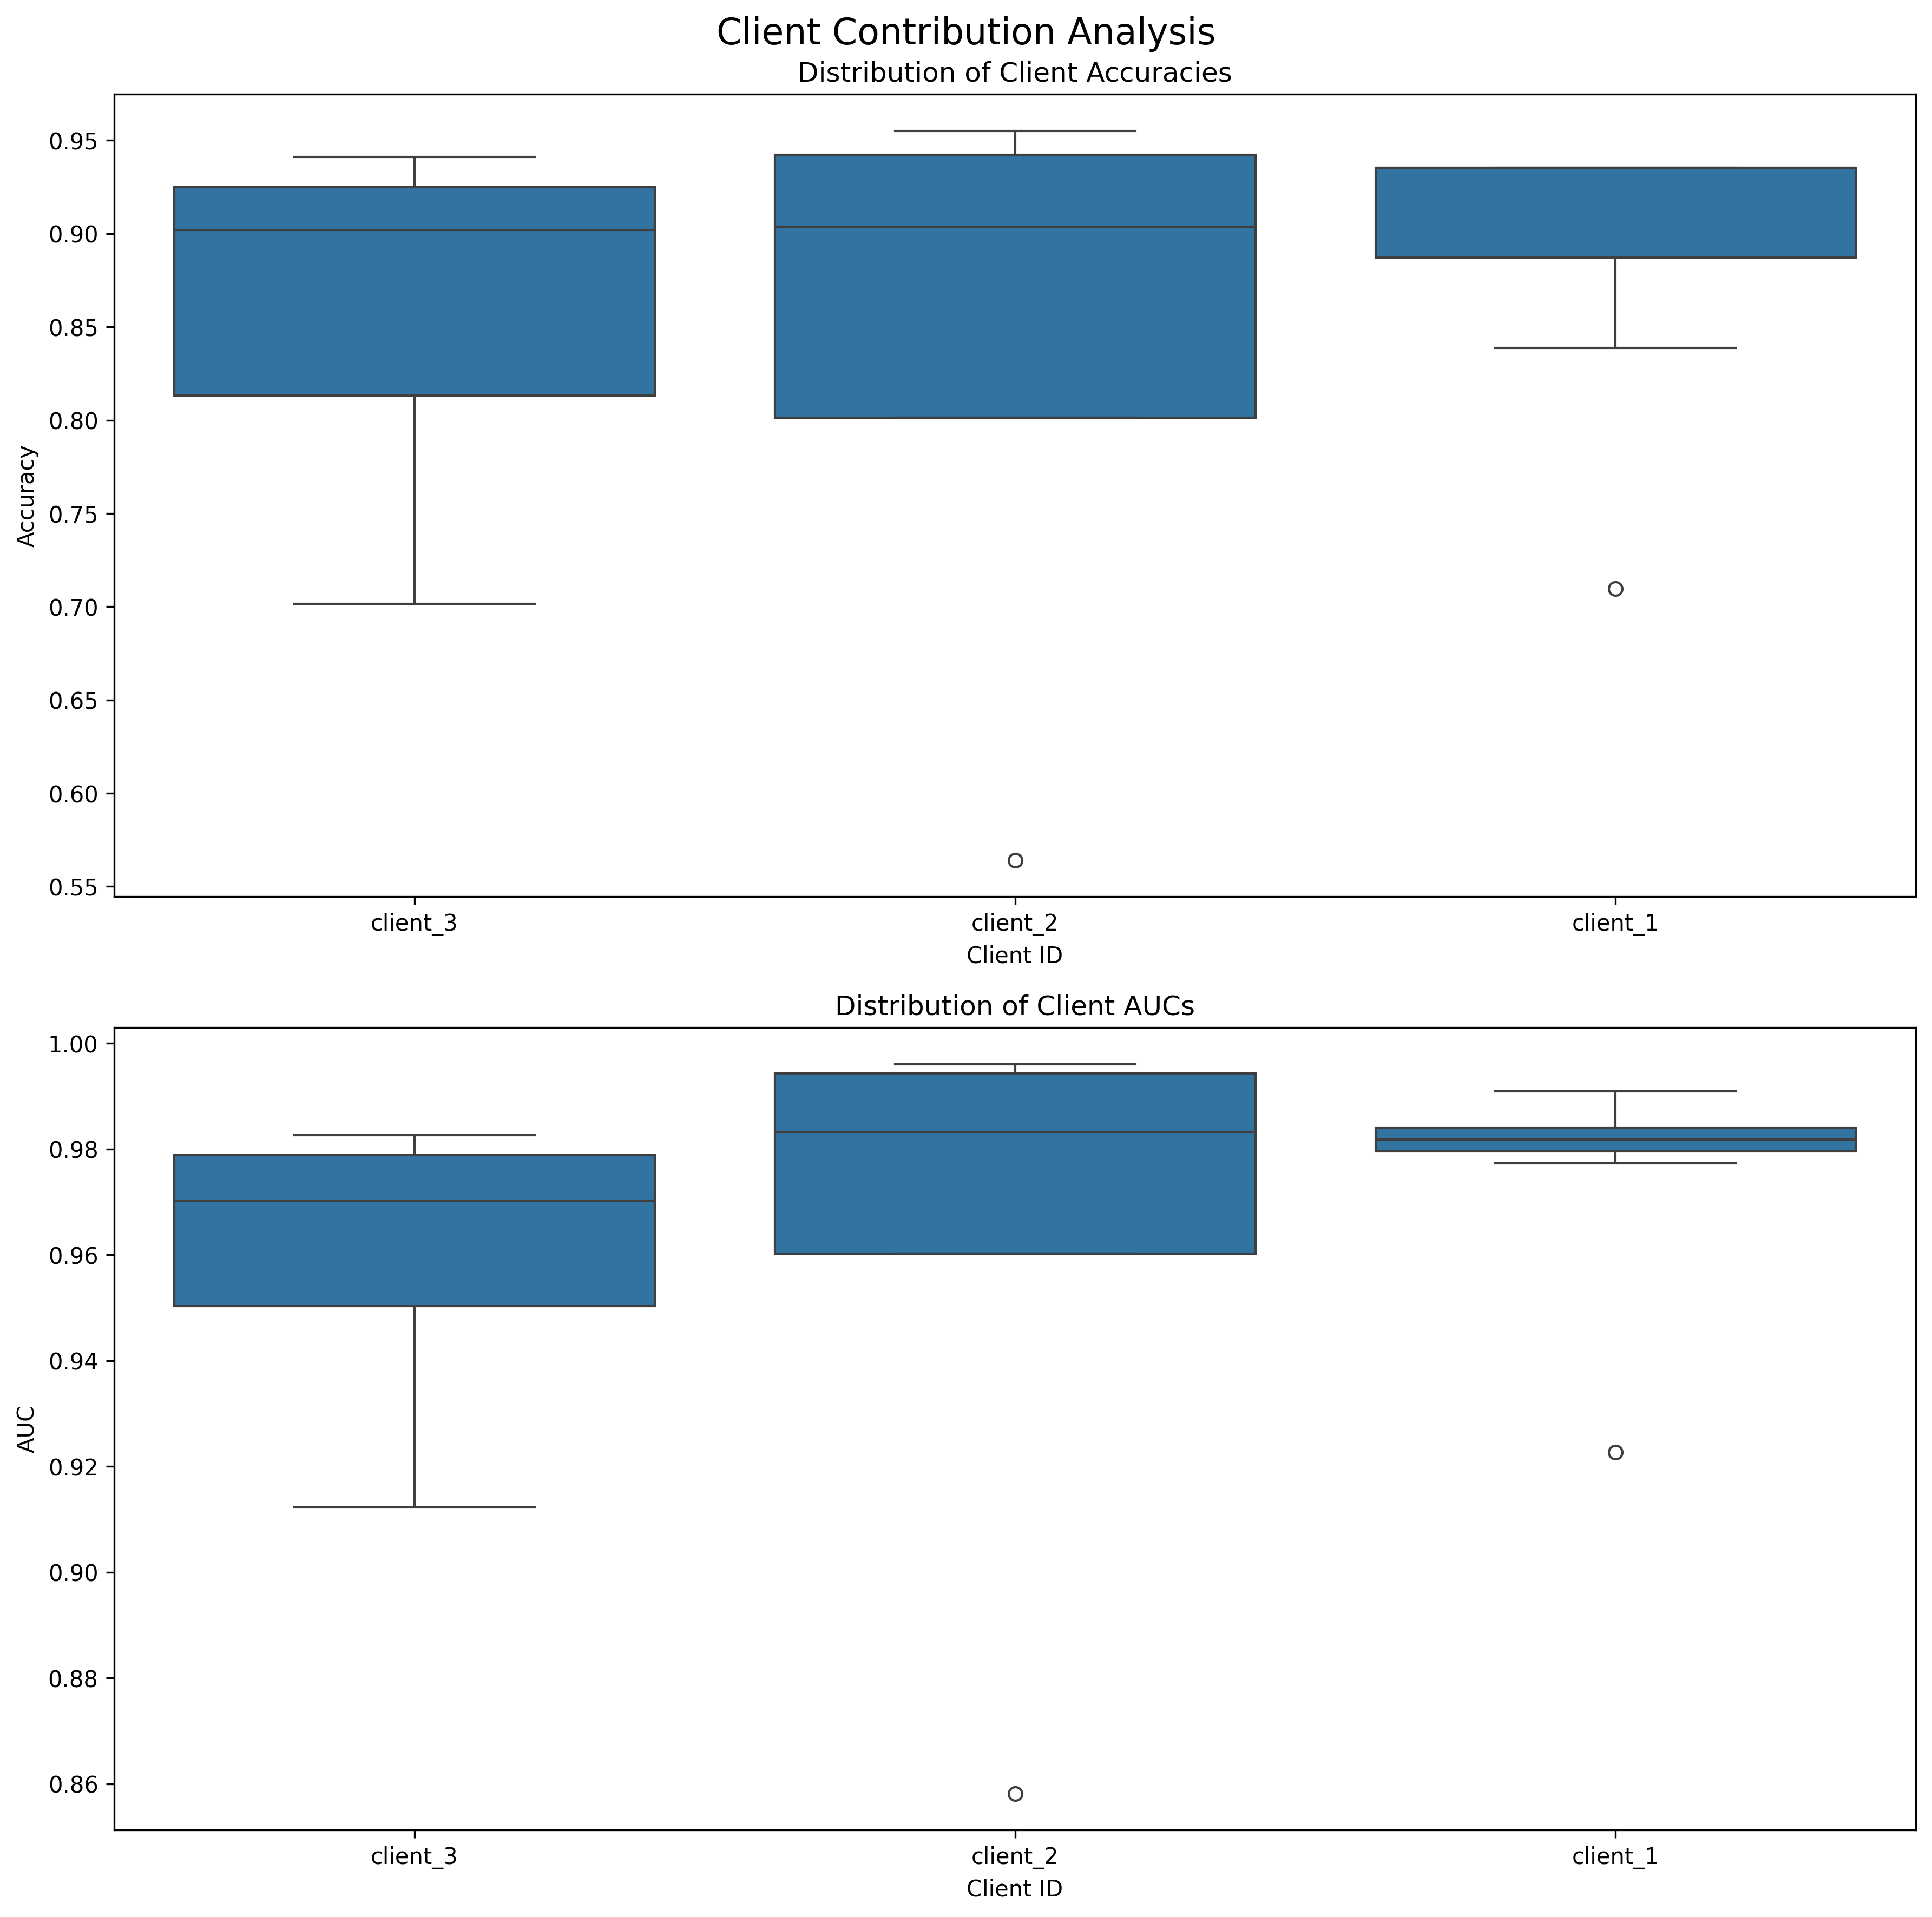 Client Contribution Analysis
Distribution of Client Accuracies
0.95
0.90
0.85
0.80
0.75
0.70
0.65
0.60
0.55
Accuracy
client_3 client_2 client_1
Client ID
Distribution of Client AUCs
1.00
0.98
0.96
0.94
0.92
0.90
0.88
0.86
AUC
client_3 client_2 client_1
Client ID